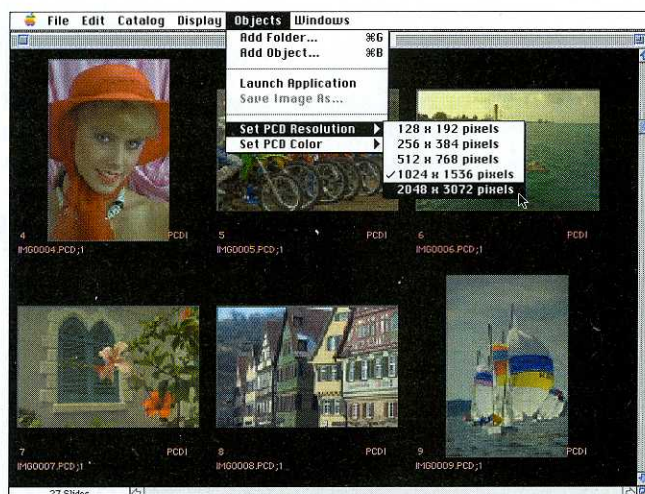 File Edit Catalog Display Objects Windows
Add Folder... ⌘G
Add Object... ⌘B
Launch Application
Save Image As...
Set PCD Resolution ▶
Set PCD Color ▶
128 x 192 pixels
256 x 384 pixels
512 x 768 pixels
✓1024 x 1536 pixels
2048 x 3072 pixels
4 PCDI
IMG0004.PCD;1
5 PCDI
IMG0005.PCD;1
6 PCDI
IMG0006.PCD;1
7 PCDI
IMG0007.PCD;1
8 PCDI
IMG0008.PCD;1
9 PCDI
IMG0009.PCD;1
27 Slides